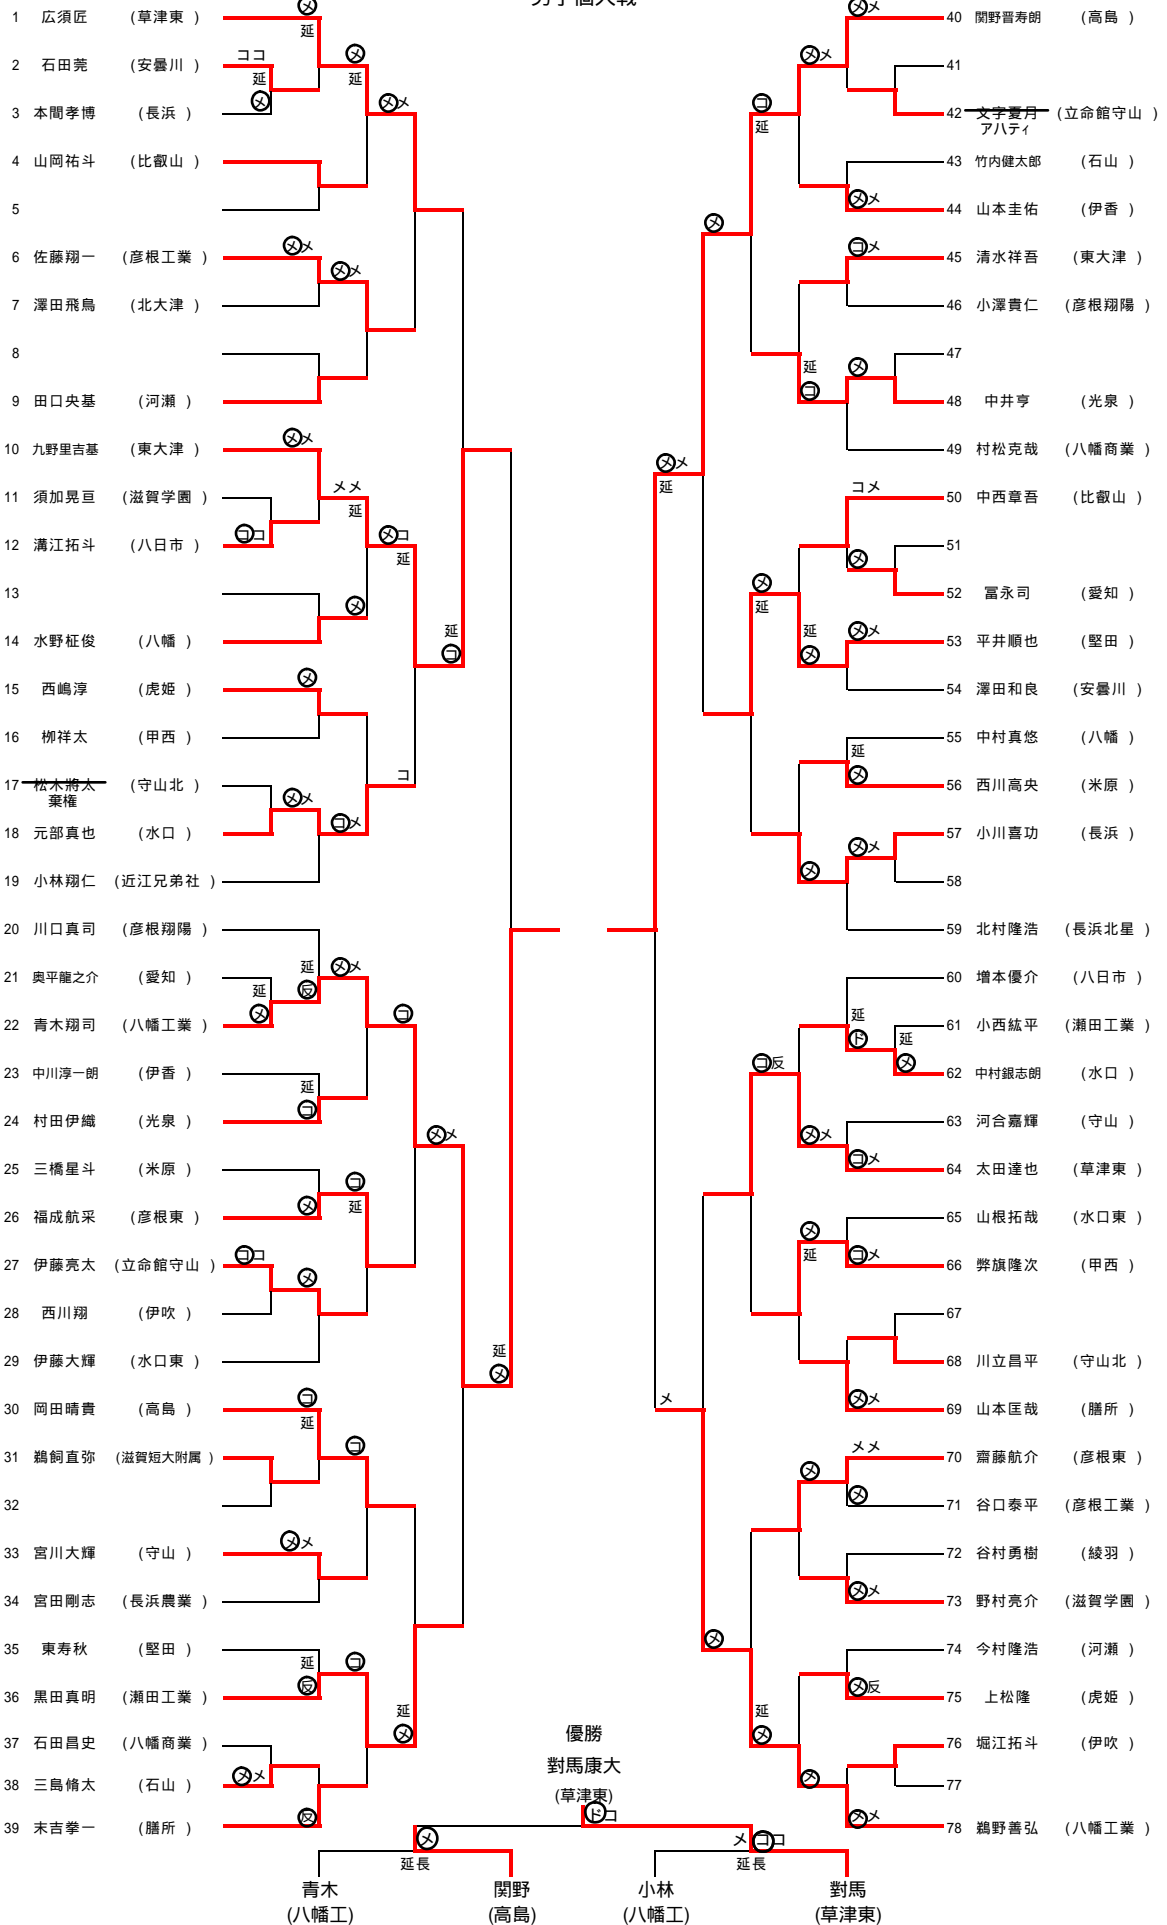 男子個人戦
1 広須匠 (草津東 )
2 石田莞 (安曇川 )
3 本間孝博 (長浜 )
4 山岡祐斗 (比叡山 )
5
6 佐藤翔一 (彦根工業 )
7 澤田飛鳥 (北大津 )
8
9 田口央基 (河瀬 )
10 九野里吉基 (東大津 )
11 須加晃亘 (滋賀学園 )
12 溝江拓斗 (八日市 )
13
14 水野柾俊 (八幡 )
15 西嶋淳 (虎姫 )
16 栁祥太 (甲西 )
17 松木將太 (守山北 )
棄権
18 元部真也 (水口 )
19 小林翔仁 (近江兄弟社 )
20 川口真司 (彦根翔陽 )
21 奥平龍之介 (愛知 )
22 青木翔司 (八幡工業 )
23 中川淳一朗 (伊香 )
24 村田伊織 (光泉 )
25 三橋星斗 (米原 )
26 福成航采 (彦根東 )
27 伊藤亮太 (立命館守山 )
28 西川翔 (伊吹 )
29 伊藤大輝 (水口東 )
30 岡田晴貴 (高島 )
31 鵜飼直弥 (滋賀短大附属 )
32
33 宮川大輝 (守山 )
34 宮田剛志 (長浜農業 )
35 東寿秋 (堅田 )
36 黒田真明 (瀬田工業 )
37 石田昌史 (八幡商業 )
38 三島脩太 (石山 )
39 末吉拳一 (膳所 )
40 関野晋寿朗 (高島 )
41
42 文字夏月 (立命館守山 )
アハティ
43 竹内健太郎 (石山 )
44 山本圭佑 (伊香 )
45 清水祥吾 (東大津 )
46 小澤貴仁 (彦根翔陽 )
47
48 中井亨 (光泉 )
49 村松克哉 (八幡商業 )
50 中西章吾 (比叡山 )
51
52 冨永司 (愛知 )
53 平井順也 (堅田 )
54 澤田和良 (安曇川 )
55 中村真悠 (八幡 )
56 西川高央 (米原 )
57 小川喜功 (長浜 )
58
59 北村隆浩 (長浜北星 )
60 増本優介 (八日市 )
61 小西紘平 (瀬田工業 )
62 中村銀志朗 (水口 )
63 河合嘉輝 (守山 )
64 太田達也 (草津東 )
65 山根拓哉 (水口東 )
66 弊旗隆次 (甲西 )
67
68 川立昌平 (守山北 )
69 山本匡哉 (膳所 )
70 齋藤航介 (彦根東 )
71 谷口泰平 (彦根工業 )
72 谷村勇樹 (綾羽 )
73 野村亮介 (滋賀学園 )
74 今村隆浩 (河瀬 )
75 上松隆 (虎姫 )
76 堀江拓斗 (伊吹 )
77
78 鵜野善弘 (八幡工業 )
優勝
對馬康大
(草津東)
ドコ
メ
メ ココ
延長
延長
青木 関野 小林 對馬
(八幡工) (高島) (八幡工) (草津東)